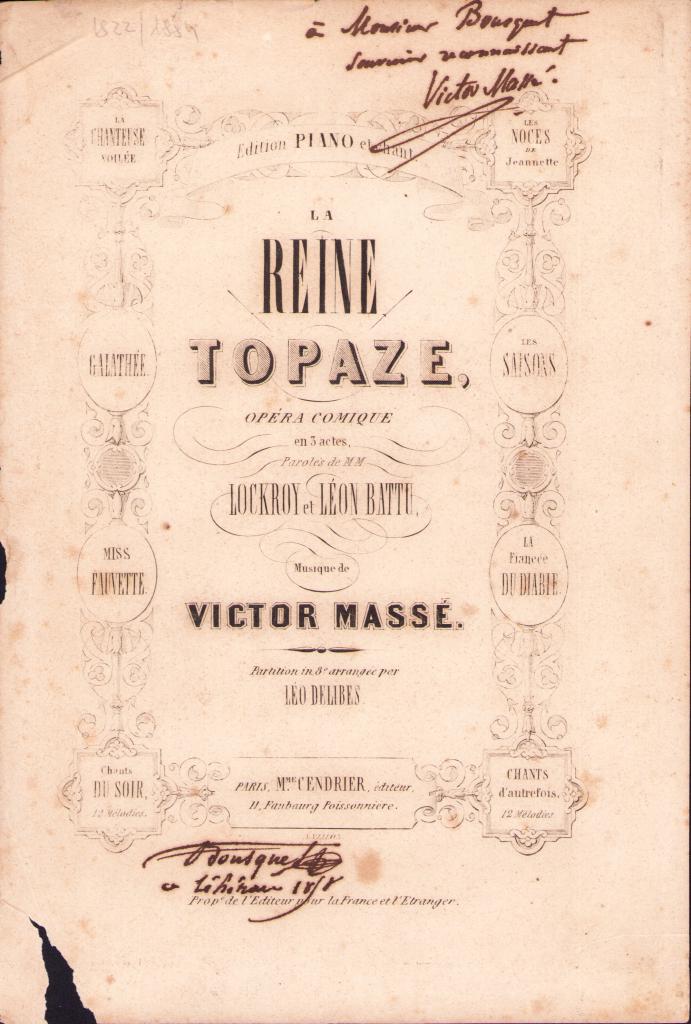 1822/1884
à Monsieur Bousquet
souvenir reconnaissant
Victor Massé.
LA
CHANTEUSE
VOILÉE
Edition PIANO et chant.
LES
NOCES
DE
Jeannette
LA
REINE
TOPAZE,
GALATHÉE.
LES
SAISONS
OPÉRA COMIQUE
en 3 actes,
Paroles de MM
LOCKROY et LÉON BATTU,
MISS
FAUVETTE.
LA
Fiancée
DU DIABLE.
Musique de
VICTOR MASSÉ.
Partition in 8º arrangée par
LÉO DELIBES.
Chants
DU SOIR,
12 Mélodies.
PARIS, Mme CENDRIER, éditeur,
11, Faubourg Poissonnière.
CHANTS
d'autrefois,
12 Mélodies
Bousquet
à
Propté de l'Editeur pour la France et l'Etranger.